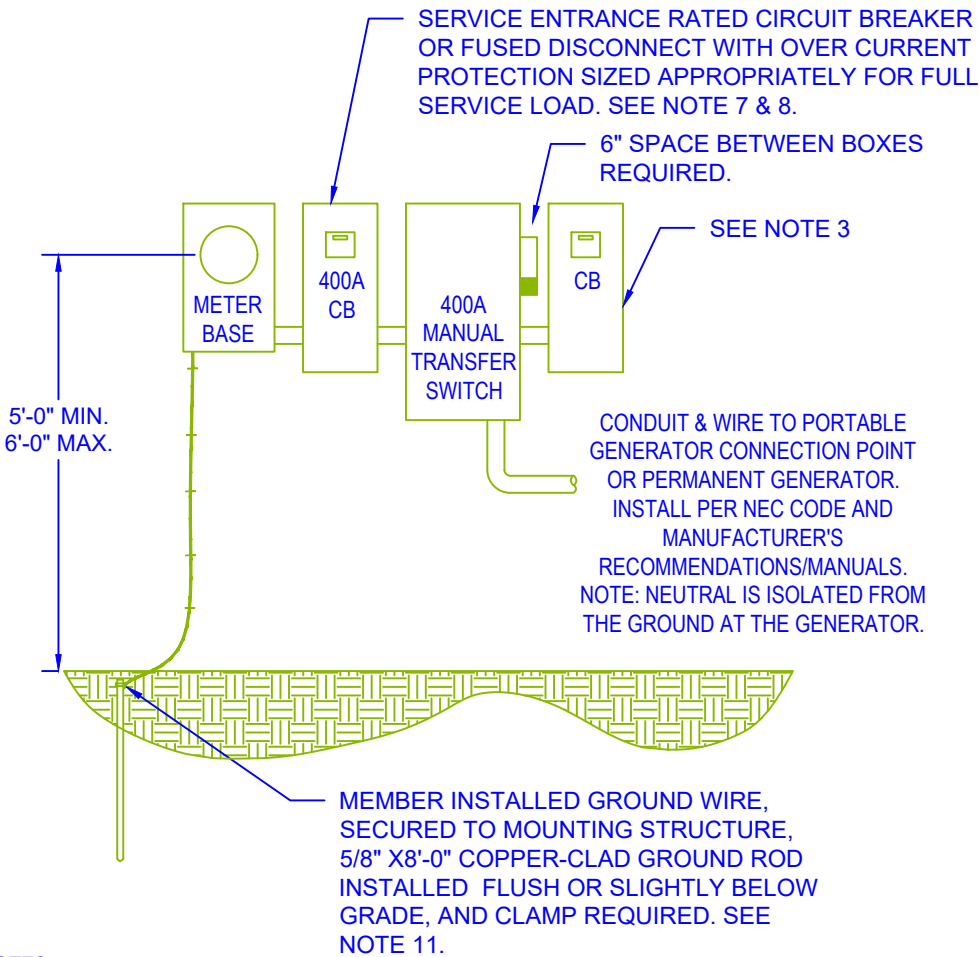 SERVICE ENTRANCE RATED CIRCUIT BREAKER
OR FUSED DISCONNECT WITH OVER CURRENT
PROTECTION SIZED APPROPRIATELY FOR FULL
SERVICE LOAD. SEE NOTE 7 & 8.
6" SPACE BETWEEN BOXES
REQUIRED.
SEE NOTE 3
METER
BASE
400A
CB
400A
MANUAL
TRANSFER
SWITCH
CB
5'-0" MIN.
6'-0" MAX.
CONDUIT & WIRE TO PORTABLE
GENERATOR CONNECTION POINT
OR PERMANENT GENERATOR.
INSTALL PER NEC CODE AND
MANUFACTURER'S
RECOMMENDATIONS/MANUALS.
NOTE: NEUTRAL IS ISOLATED FROM
THE GROUND AT THE GENERATOR.
MEMBER INSTALLED GROUND WIRE,
SECURED TO MOUNTING STRUCTURE,
5/8" X8'-0" COPPER-CLAD GROUND ROD
INSTALLED FLUSH OR SLIGHTLY BELOW
GRADE, AND CLAMP REQUIRED. SEE
NOTE 11.